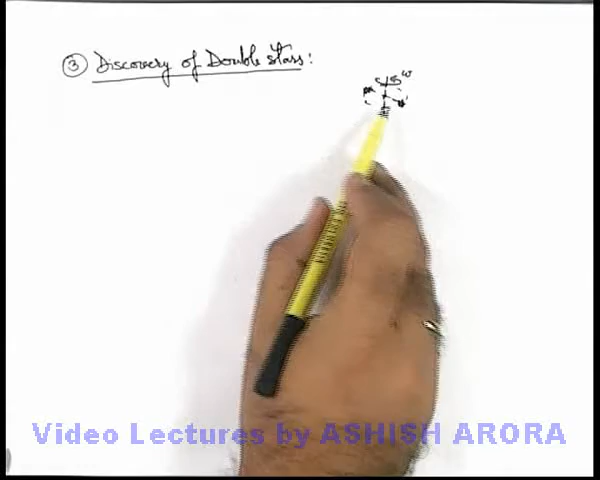 ③ Discovery of Double stars:
ω
Video Lectures by ASHISH ARORA